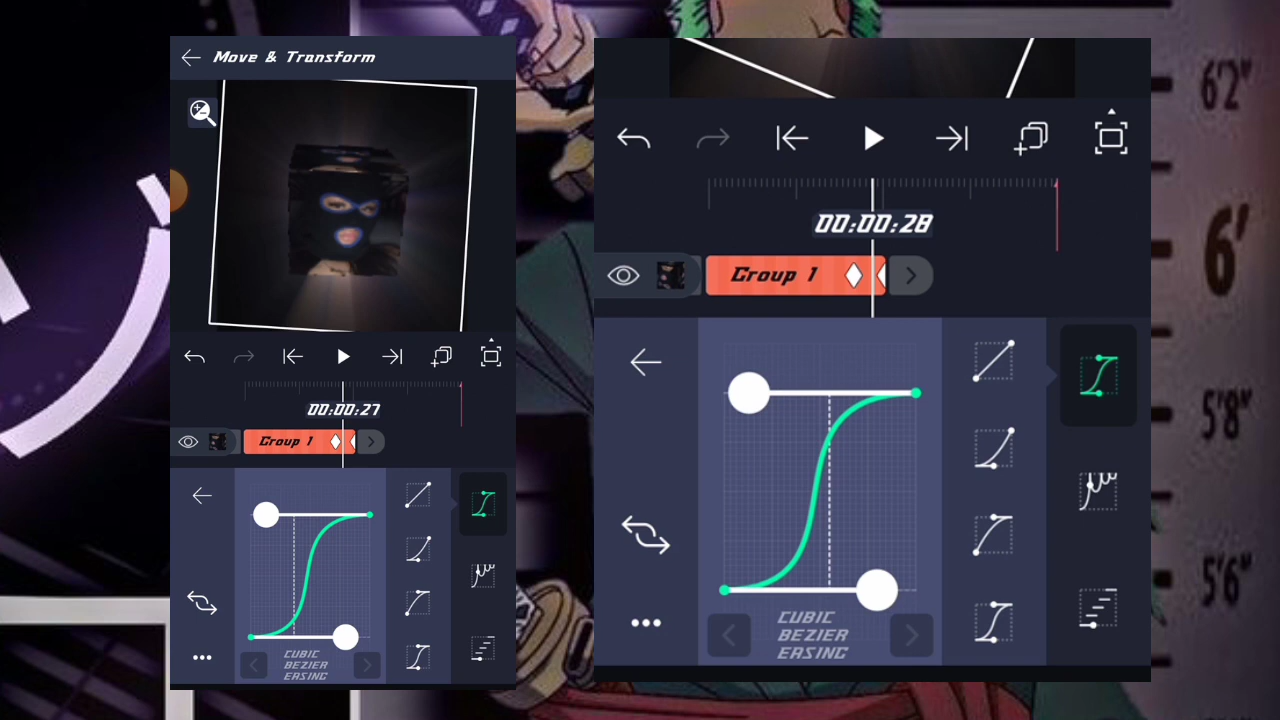 Move & Transform
00:00:27
Group 1
CUBIC
BEZIER
EASING
00:00:28
Group 1
CUBIC
BEZIER
EASING
6'2"
6'
5'8"
5'6"